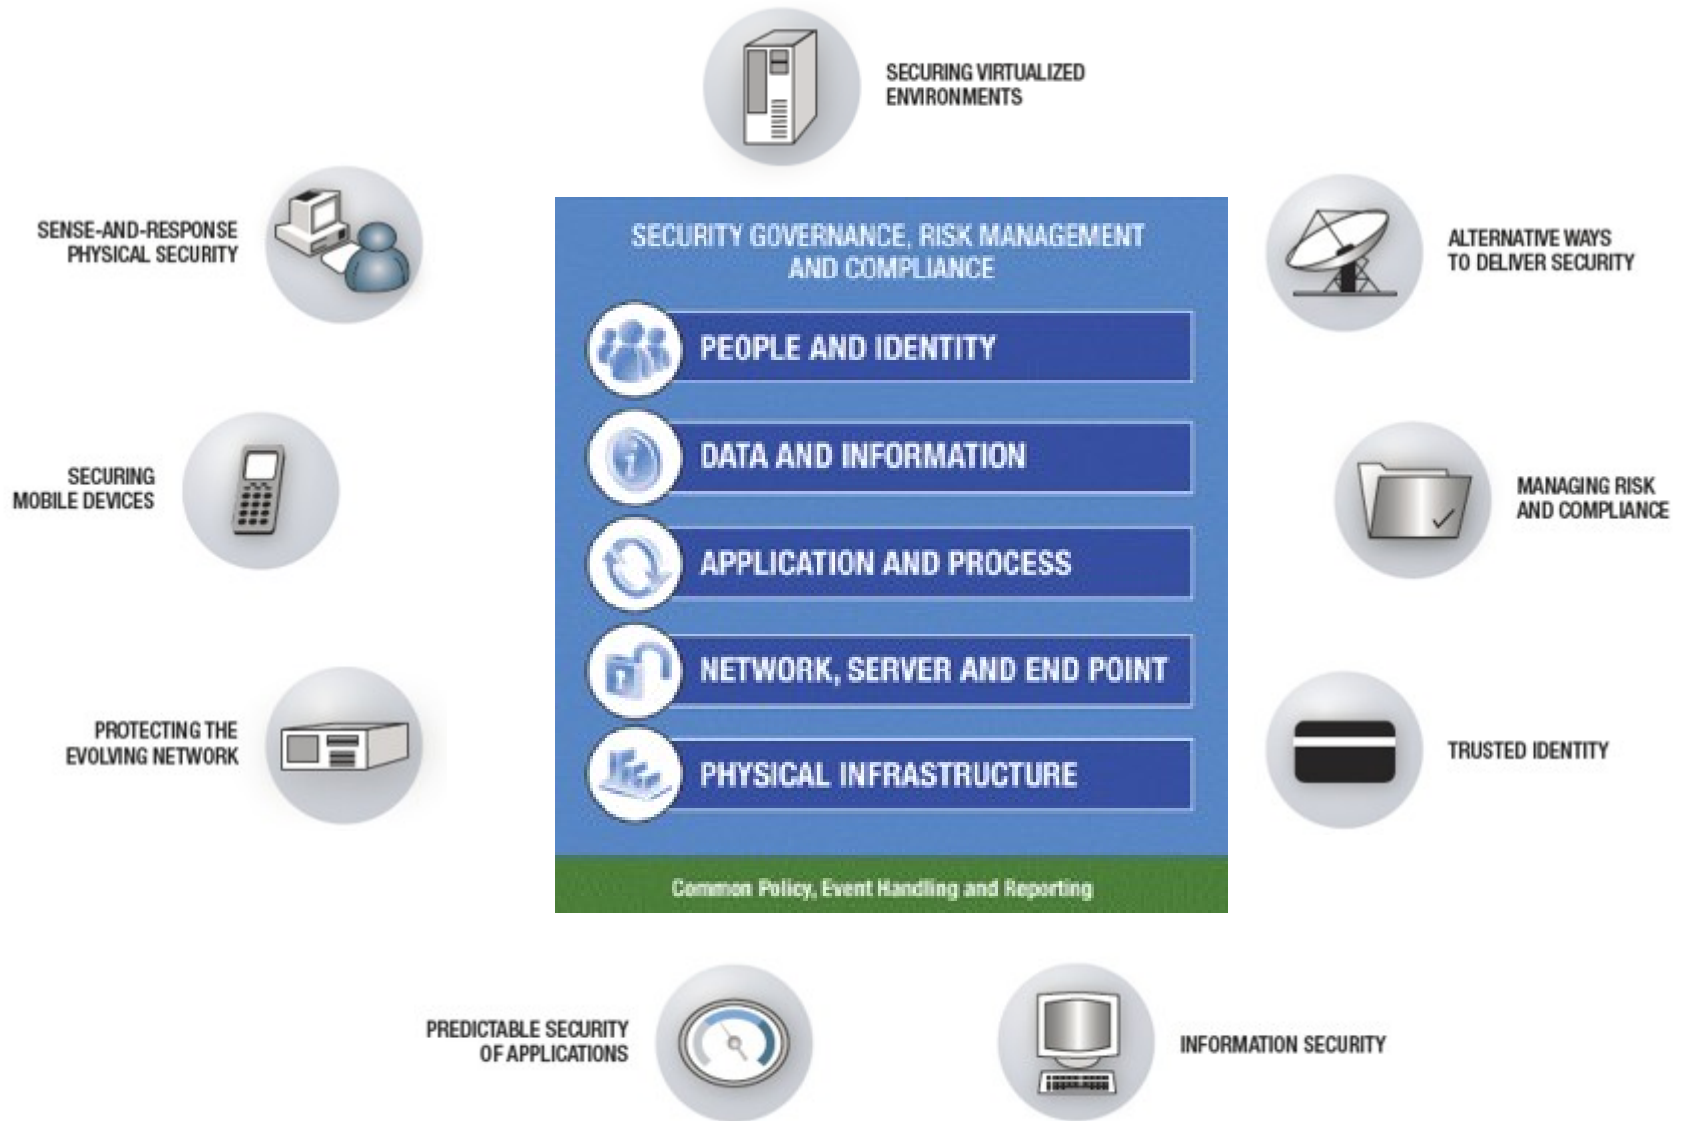 SECURING VIRTUALIZED
ENVIRONMENTS
SENSE-AND-RESPONSE
PHYSICAL SECURITY
ALTERNATIVE WAYS
TO DELIVER SECURITY
SECURITY GOVERNANCE, RISK MANAGEMENT
AND COMPLIANCE
PEOPLE AND IDENTITY
DATA AND INFORMATION
APPLICATION AND PROCESS
NETWORK, SERVER AND END POINT
PHYSICAL INFRASTRUCTURE
Common Policy, Event Handling and Reporting
SECURING
MOBILE DEVICES
MANAGING RISK
AND COMPLIANCE
PROTECTING THE
EVOLVING NETWORK
TRUSTED IDENTITY
PREDICTABLE SECURITY
OF APPLICATIONS
INFORMATION SECURITY